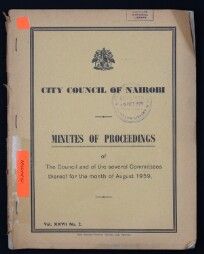 CITY COUNCIL OF NAIROBI
MINUTES OF PROCEEDINGS
of
The Council and of the several Committees
thereof for the month of August 1959.
Vol. XXVII No. 2.